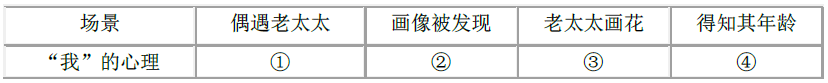 场景 偶遇老太太 画像被发现 老太太画花 得知其年龄
“我”的心理 ① ② ③ ④